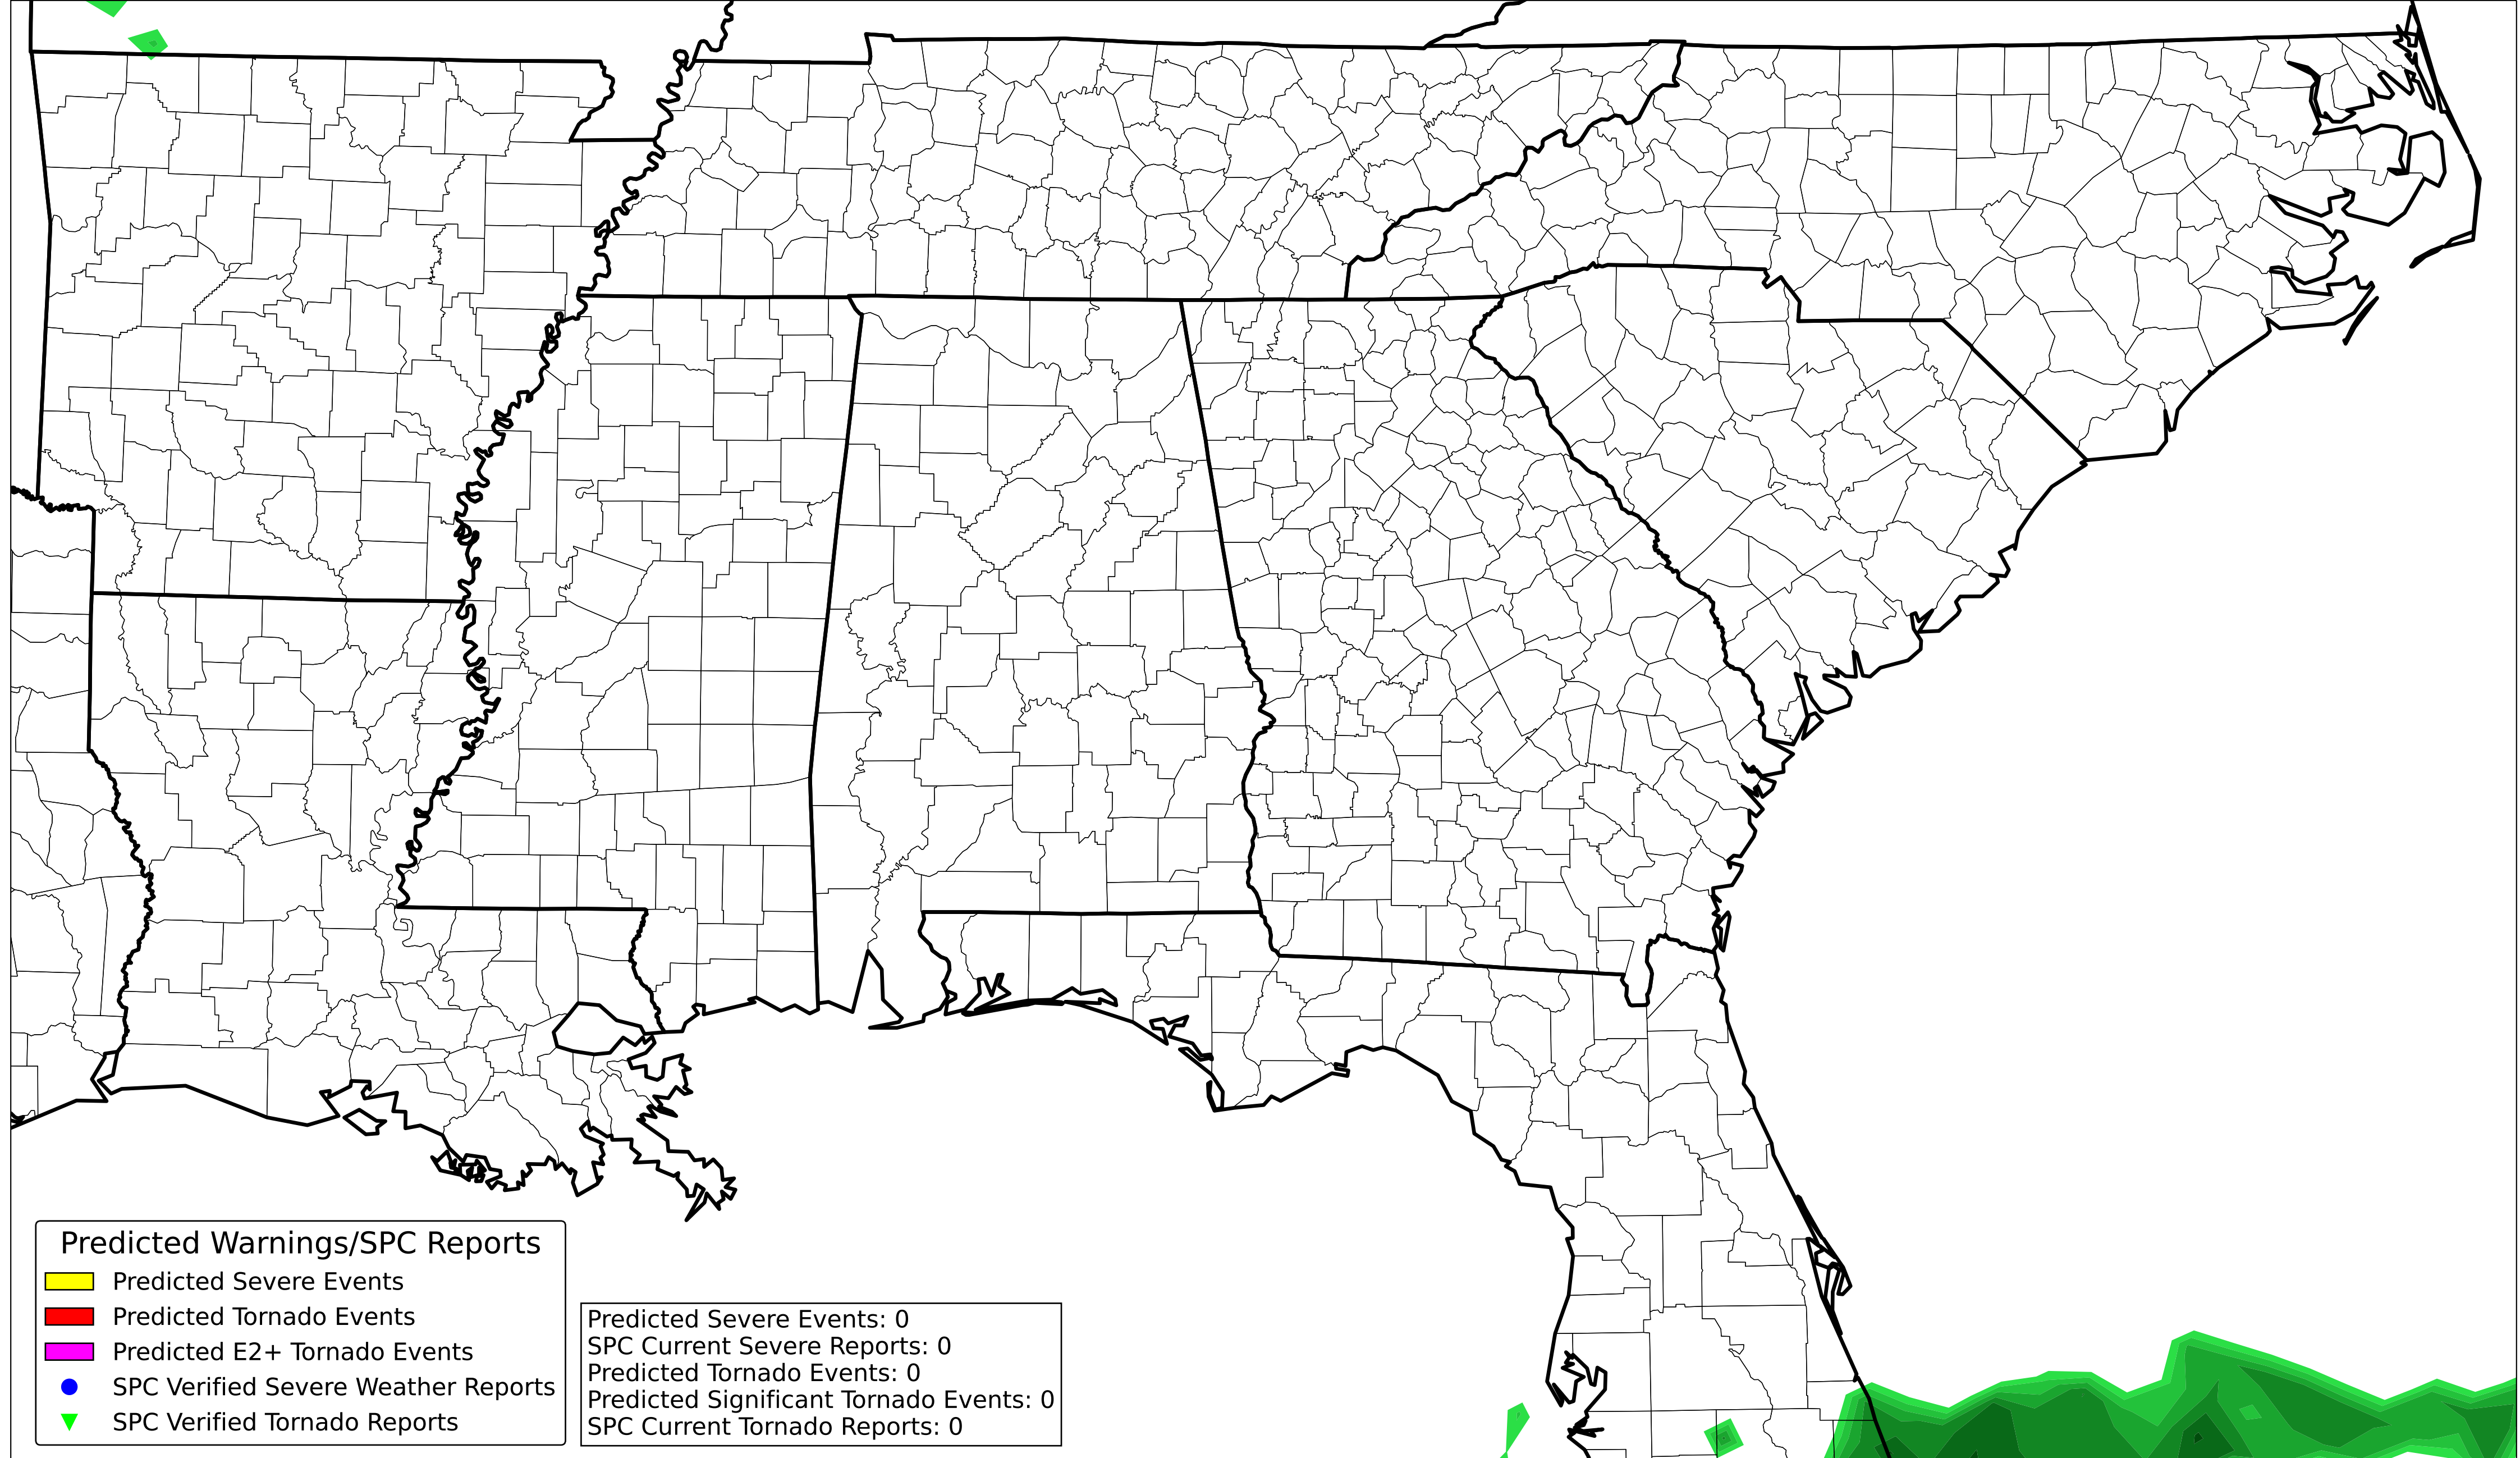 Predicted Warnings/SPC Reports
Predicted Severe Events
Predicted Tornado Events
Predicted E2+ Tornado Events
SPC Verified Severe Weather Reports
SPC Verified Tornado Reports
Predicted Severe Events: 0
SPC Current Severe Reports: 0
Predicted Tornado Events: 0
Predicted Significant Tornado Events: 0
SPC Current Tornado Reports: 0